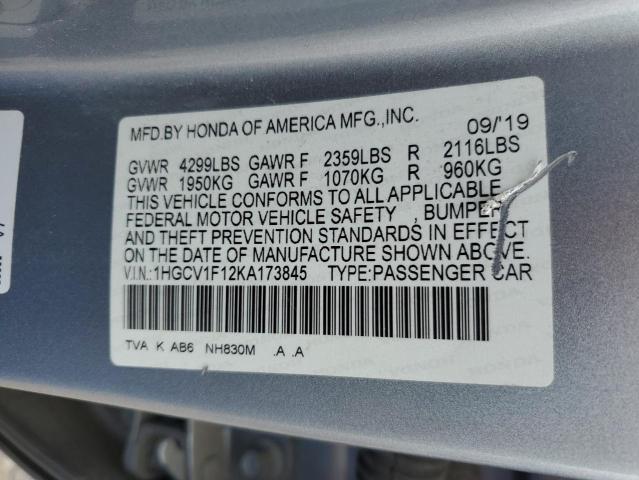 MFD.BY HONDA OF AMERICA MFG.,INC. 09/'19
GVWR 4299LBS GAWR F 2359LBS R 2116LBS
GVWR 1950KG GAWR F 1070KG R 960KG
THIS VEHICLE CONFORMS TO ALL APPLICABLE
FEDERAL MOTOR VEHICLE SAFETY , BUMPER
AND THEFT PREVENTION STANDARDS IN EFFECT
ON THE DATE OF MANUFACTURE SHOWN ABOVE.
V.I.N.:1HGCV1F12KA173845 TYPE:PASSENGER CAR
TVA K AB6 NH830M .A .A